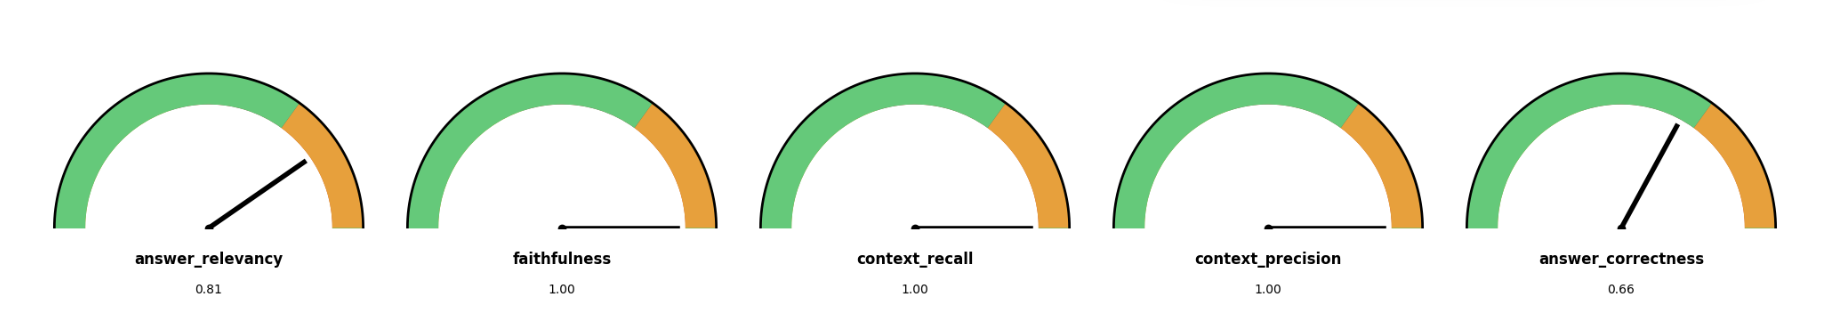 answer_relevancy
0.81
faithfulness
1.00
context_recall
1.00
context_precision
1.00
answer_correctness
0.66